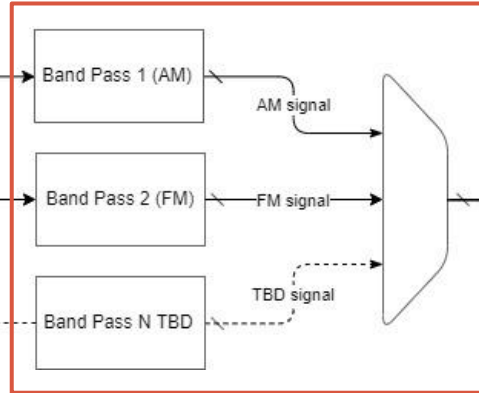 Band Pass 1 (AM)
AM signal
Band Pass 2 (FM)
FM signal
TBD signal
Band Pass N TBD